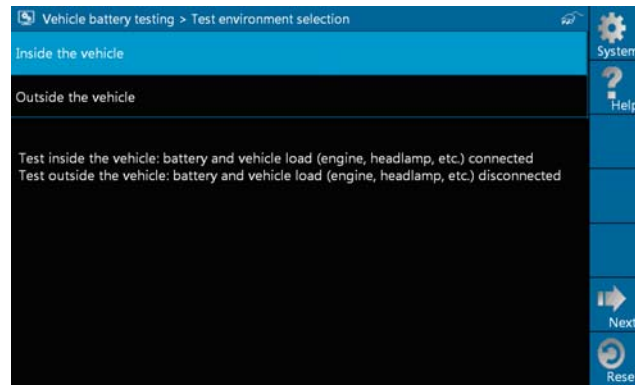 Vehicle battery testing > Test environment selection
Inside the vehicle
Outside the vehicle
Test inside the vehicle: battery and vehicle load (engine, headlamp, etc.) connected
Test outside the vehicle: battery and vehicle load (engine, headlamp, etc.) disconnected
System
Help
Next
Rese